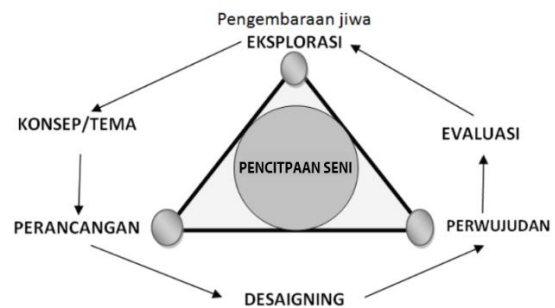 Pengembaraan jiwa
EKSPLORASI
KONSEP/TEMA
EVALUASI
PENCITPAAN SENI
PERANCANGAN
PERWUJUDAN
DESAIGNING